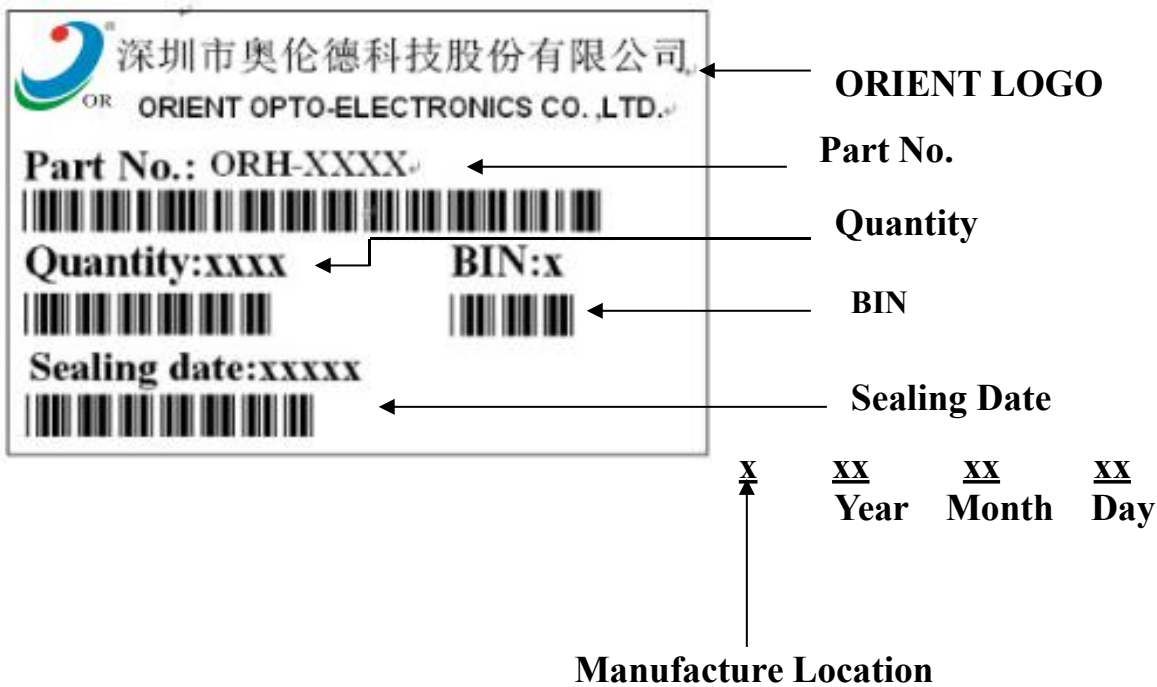 深圳市奥伦德科技股份有限公司
OR
ORIENT OPTO-ELECTRONICS CO. ,LTD.
ORIENT LOGO
Part No.: ORH-XXXX
Part No.
Quantity
Quantity:xxxx
BIN:x
BIN
Sealing date:xxxxx
Sealing Date
x xx xx xx
Year Month Day
Manufacture Location